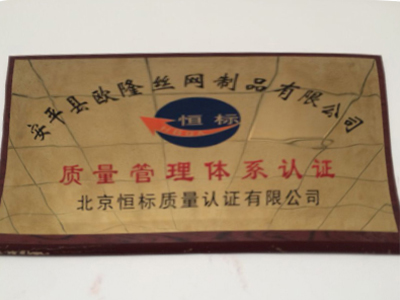 安平县欧隆丝网制品有限公司
恒标
质量管理体系认证
北京恒标质量认证有限公司